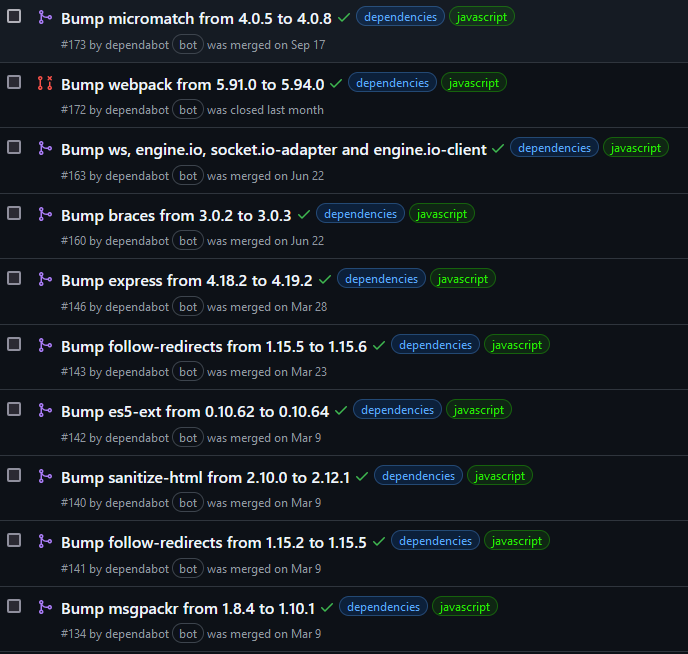 Bump micromatch from 4.0.5 to 4.0.8 dependencies javascript
#173 by dependabot bot was merged on Sep 17
Bump webpack from 5.91.0 to 5.94.0 dependencies javascript
#172 by dependabot bot was closed last month
Bump ws, engine.io, socket.io-adapter and engine.io-client dependencies javascript
#163 by dependabot bot was merged on Jun 22
Bump braces from 3.0.2 to 3.0.3 dependencies javascript
#160 by dependabot bot was merged on Jun 22
Bump express from 4.18.2 to 4.19.2 dependencies javascript
#146 by dependabot bot was merged on Mar 28
Bump follow-redirects from 1.15.5 to 1.15.6 dependencies javascript
#143 by dependabot bot was merged on Mar 23
Bump es5-ext from 0.10.62 to 0.10.64 dependencies javascript
#142 by dependabot bot was merged on Mar 9
Bump sanitize-html from 2.10.0 to 2.12.1 dependencies javascript
#140 by dependabot bot was merged on Mar 9
Bump follow-redirects from 1.15.2 to 1.15.5 dependencies javascript
#141 by dependabot bot was merged on Mar 9
Bump msgpackr from 1.8.4 to 1.10.1 dependencies javascript
#134 by dependabot bot was merged on Mar 9